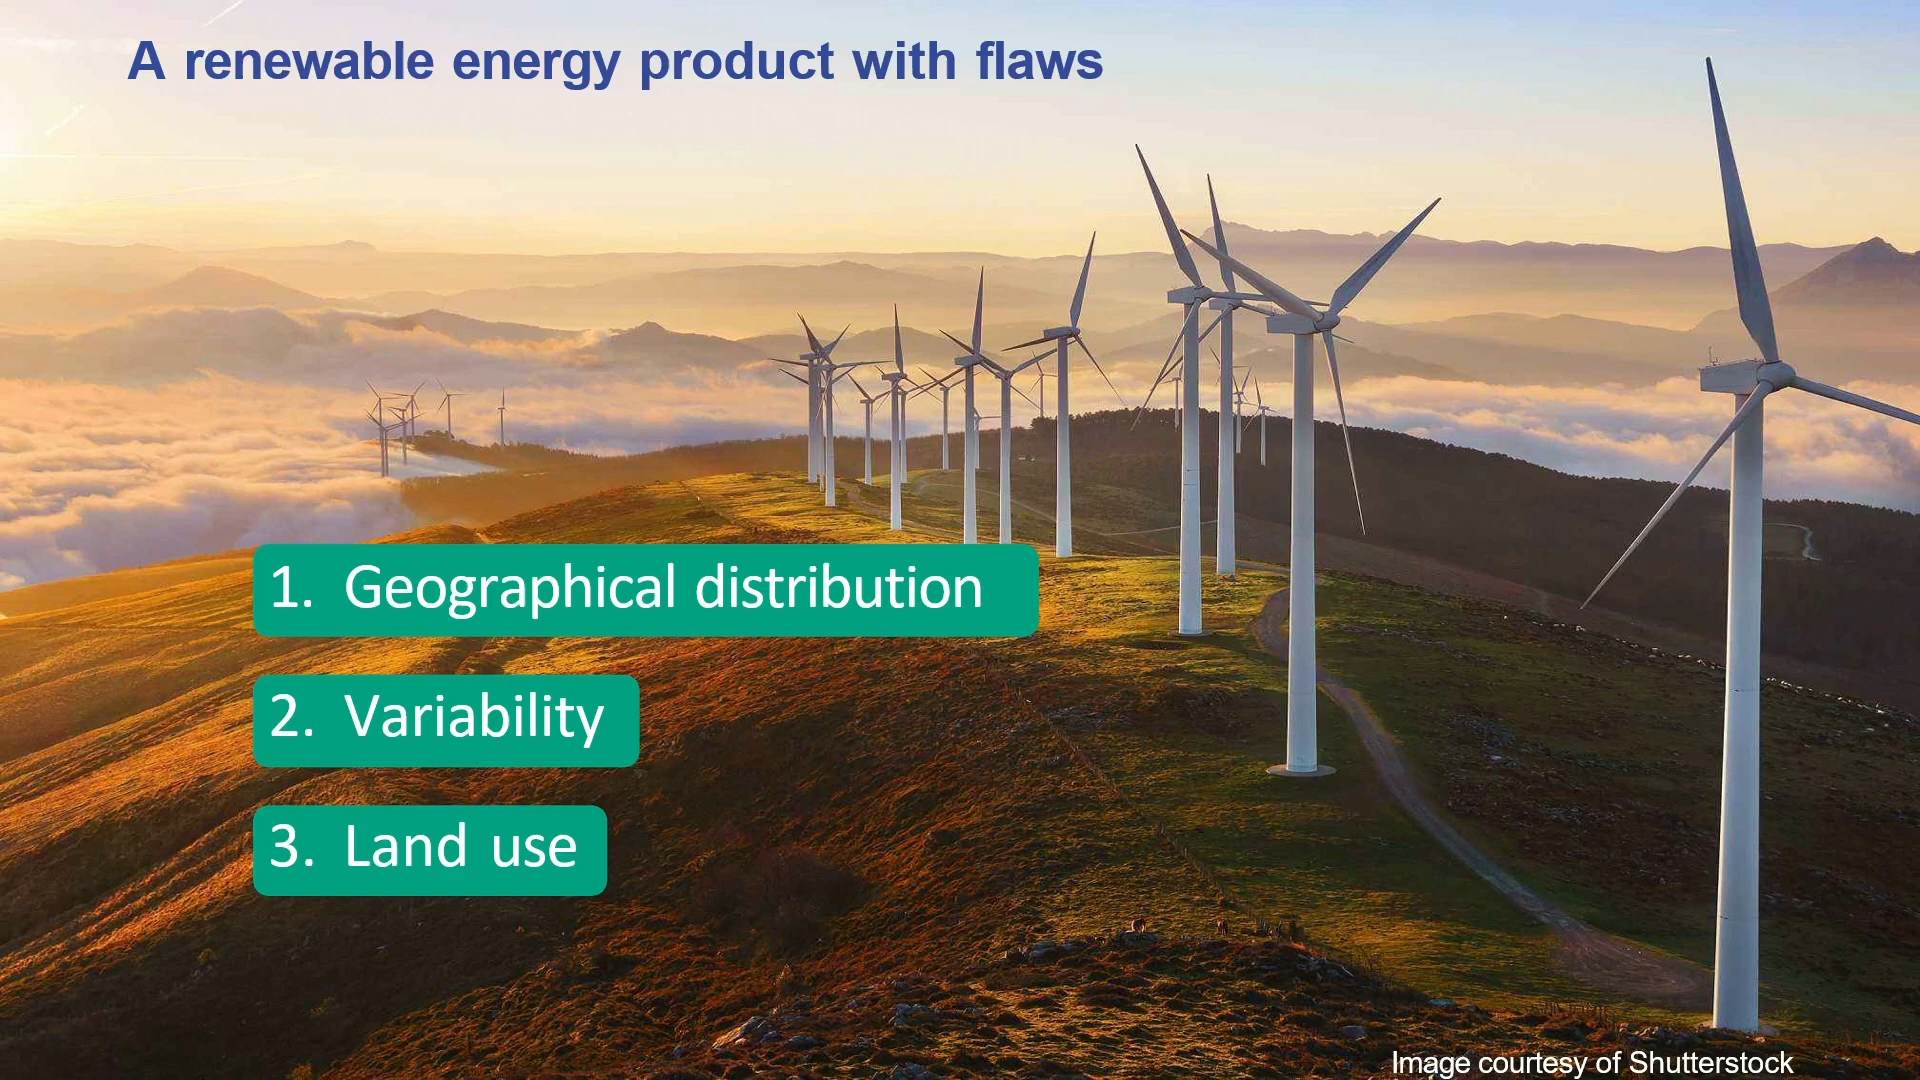 A renewable energy product with flaws
1. Geographical distribution
2. Variability
3. Land use
Image courtesy of Shutterstock